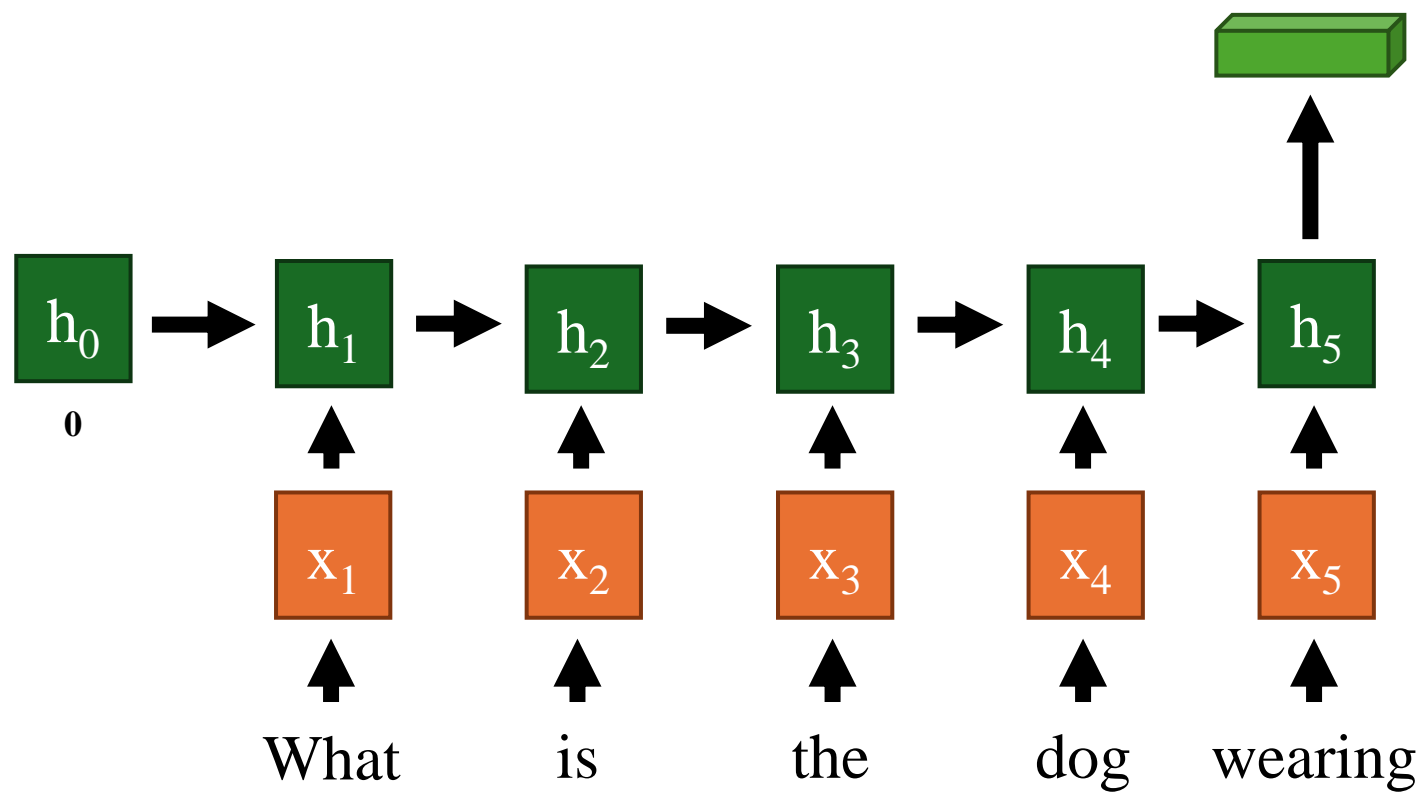 h₀ h₁ h₂ h₃ h₄ h₅
0
x₁ x₂ x₃ x₄ x₅
What is the dog wearing